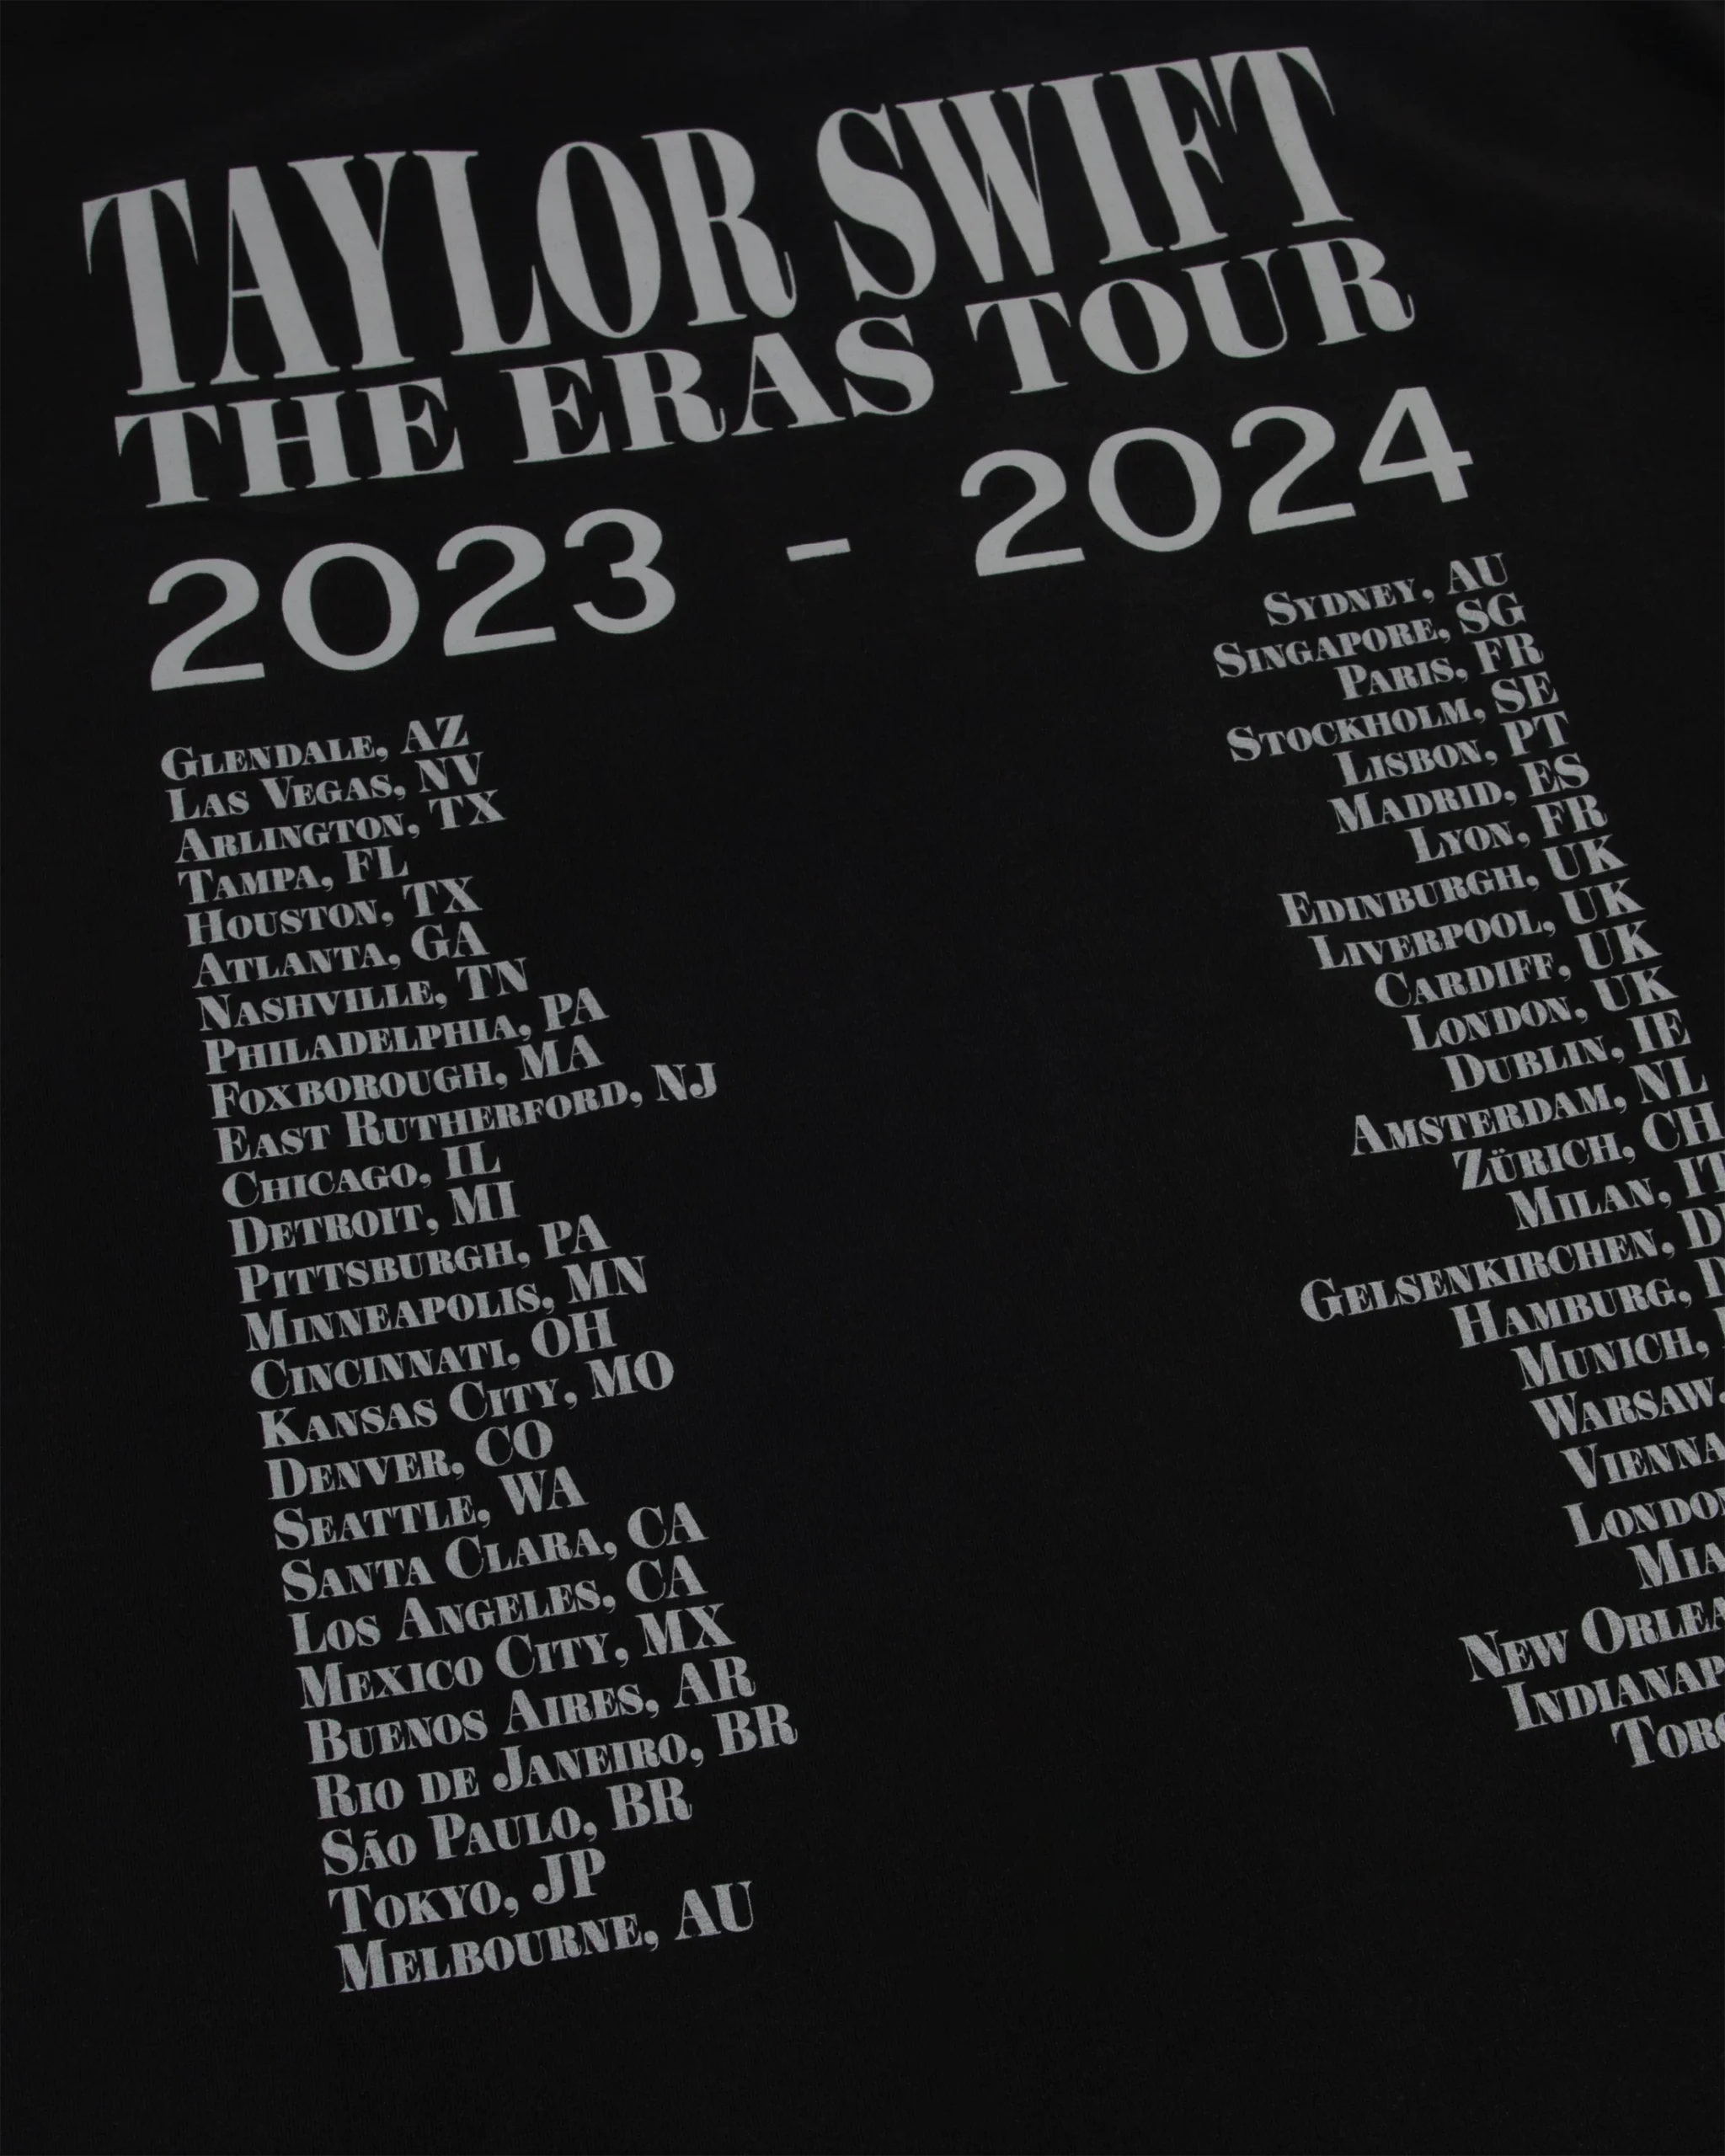 TAYLOR SWIFT
THE ERAS TOUR
2023 - 2024
GLENDALE, AZ
LAS VEGAS, NV
ARLINGTON, TX
TAMPA, FL
HOUSTON, TX
ATLANTA, GA
NASHVILLE, TN
PHILADELPHIA, PA
FOXBOROUGH, MA
EAST RUTHERFORD, NJ
CHICAGO, IL
DETROIT, MI
PITTSBURGH, PA
MINNEAPOLIS, MN
CINCINNATI, OH
KANSAS CITY, MO
DENVER, CO
SEATTLE, WA
SANTA CLARA, CA
LOS ANGELES, CA
MEXICO CITY, MX
BUENOS AIRES, AR
RIO DE JANEIRO, BR
SÃO PAULO, BR
TOKYO, JP
MELBOURNE, AU
SYDNEY, AU
SINGAPORE, SG
PARIS, FR
STOCKHOLM, SE
LISBON, PT
MADRID, ES
LYON, FR
EDINBURGH, UK
LIVERPOOL, UK
CARDIFF, UK
LONDON, UK
DUBLIN, IE
AMSTERDAM, NL
ZÜRICH, CH
MILAN, IT
GELSENKIRCHEN,
HAMBURG,
MUNICH,
WARSAW,
VIENNA
NEW